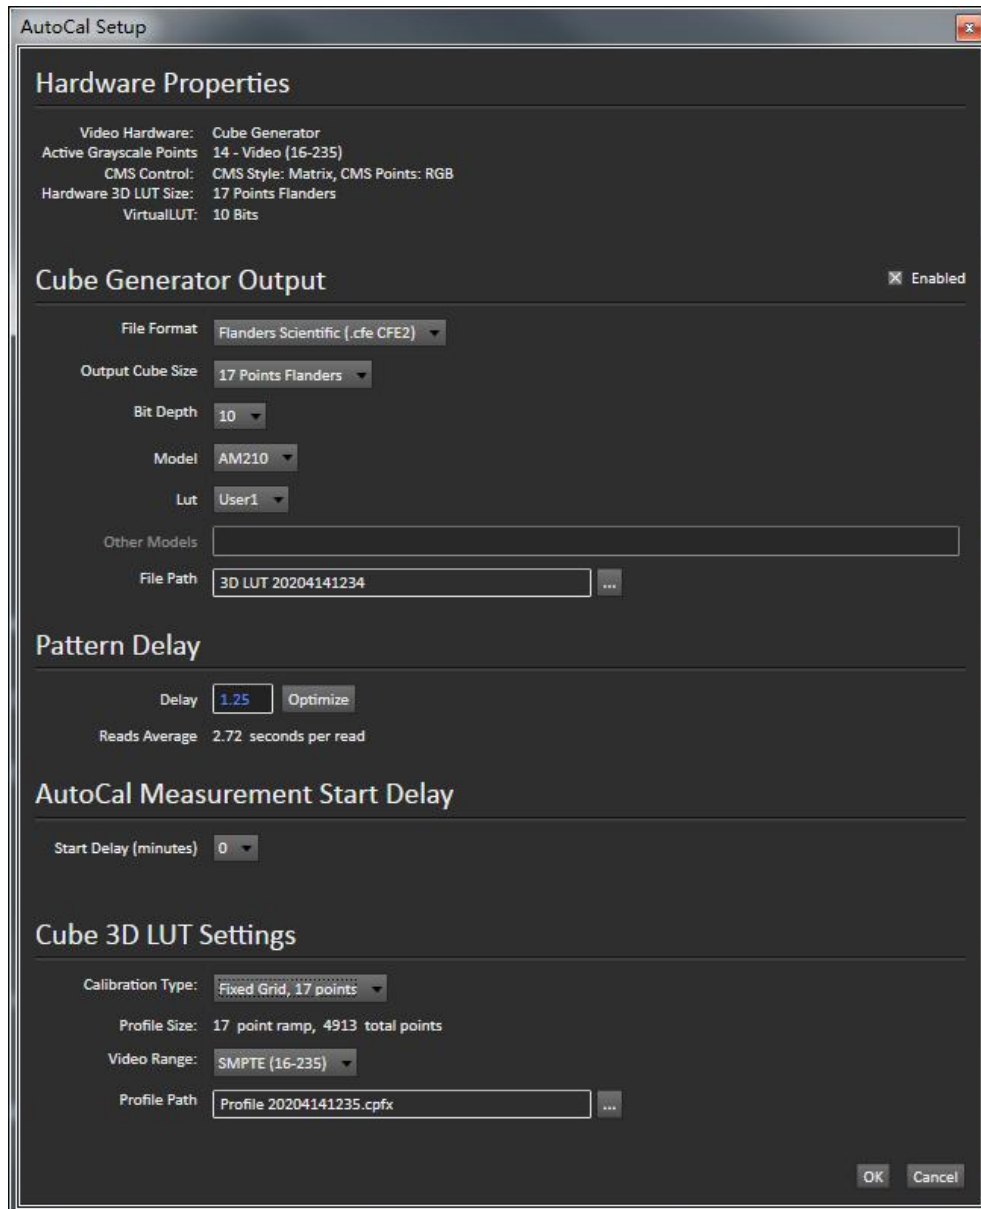 AutoCal Setup
Hardware Properties
Video Hardware: Cube Generator
Active Grayscale Points 14 - Video (16-235)
CMS Control: CMS Style: Matrix, CMS Points: RGB
Hardware 3D LUT Size: 17 Points Flanders
VirtualLUT: 10 Bits
Cube Generator Output Enabled
File Format Flanders Scientific (.cfe CFE2)
Output Cube Size 17 Points Flanders
Bit Depth 10
Model AM210
Lut User1
Other Models
File Path 3D LUT 20204141234 ...
Pattern Delay
Delay 1.25 Optimize
Reads Average 2.72 seconds per read
AutoCal Measurement Start Delay
Start Delay (minutes) 0
Cube 3D LUT Settings
Calibration Type: Fixed Grid, 17 points
Profile Size: 17 point ramp, 4913 total points
Video Range: SMPTE (16-235)
Profile Path Profile 20204141235.cpfx ...
OK Cancel